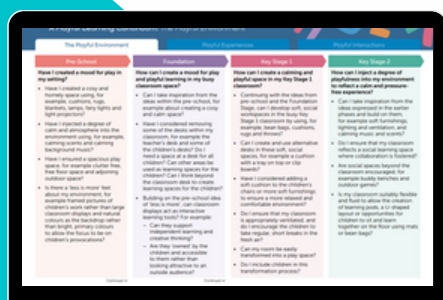 A Playful Learning Continuum: The Playful Environment
The Playful Environment
Playful Experiences
Playful Interactions
Pre-School
Have I created a mood for play in
my setting?
• Have I created a cosy and
homely space using, for
example, cushions, rugs,
blankets, lamps, fairy lights and
light projectors?
• Have I injected a degree of
calm and atmosphere into the
environment using, for example,
calming scents and calming
background music?
• Have I ensured a spacious play
space, for example clutter free,
free floor space and adjoining
outdoor space?
• Is there a 'less is more' feel
about my environment, for
example framed pictures of
children's work rather than large
classroom displays and natural
colours as the backdrop rather
than bright, primary colours
to allow the focus to be on
children's provocations?
Foundation
How can I create a mood for play
and playful learning in my busy
classroom space?
• Can I take inspiration from the
ideas within the pre-school, for
example about creating a cosy
and calm space?
• Have I considered removing
some of the desks within my
classroom, for example the
teacher's desk and some of
the children's desks? Do I
need a space at a desk for all
children? Can other areas be
used as learning spaces for the
children? Can I think beyond
the classroom desk to create
learning spaces for the children?
• Building on the pre-school idea
of 'less is more', can classroom
displays act as interactive
learning tools? For example:
– Can they support
independent learning and
creative thinking?
– Are they 'owned' by the
children and accessible
to them rather than
looking attractive to an
outside audience?
Key Stage 1
How can I create a calming and
playful space in my Key Stage 1
classroom?
• Continuing with the ideas from
pre-school and the Foundation
Stage, can I develop soft, social
workspaces in the busy Key
Stage 1 classroom by using, for
example, bean bags, cushions,
rugs and throws?
• Can I create and use alternative
desks in these soft, social
spaces, for example a cushion
with a tray on top or clip
boards?
• Have I considered adding a
soft cushion to the children's
chairs or more soft furnishings
to ensure a more relaxed and
comfortable environment?
• Do I ensure that my classroom
is appropriately ventilated, and
do I encourage the children to
take regular, short breaks in the
fresh air?
• Can my room be easily
transformed into a play space?
• Do I include children in this
transformation process?
Key Stage 2
How can I inject a degree of
playfulness into my environment
to reflect a calm and pressure-
free experience?
• Can I take inspiration from the
ideas expressed in the earlier
phases and build on them, for
example soft furnishings,
lighting and ventilation, and
calming music and scents?
• Do I ensure that my classroom
reflects a social learning space
where collaboration is fostered?
• Are social spaces beyond the
classroom encouraged, for
example buddy benches and
outdoor games?
• Is my classroom suitably flexible
and fluid to allow the creation
of learning pods, a U-shaped
layout or opportunities for
children to sit and learn
together on the floor using mats
or bean bags?